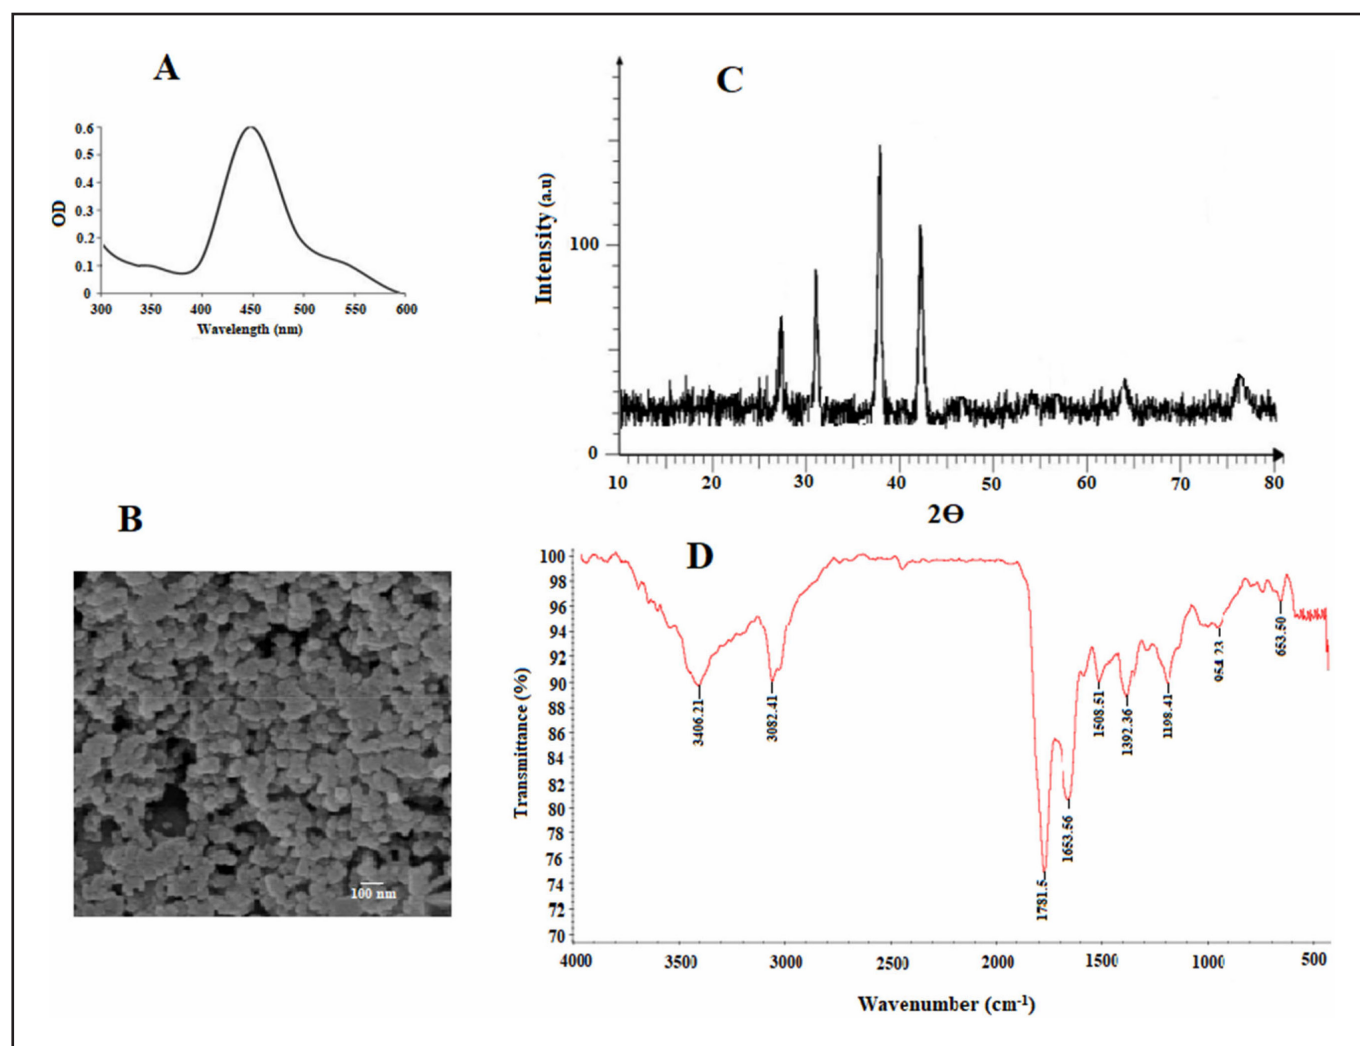 A
0.6
0.5
0.4
0.3
0.2
0.1
0
OD
300 350 400 450 500 550 600
Wavelength (nm)
B
100 nm
C
Intensity (a.u)
100
0
10 20 30 40 50 60 70 80
2ϴ
D
Transmittance (%)
100
98
96
94
92
90
88
86
84
82
80
78
76
74
72
70
3406.21
3082.41
1781.5
1653.56
1508.51
1392.36
1198.41
954.23
653.50
4000 3500 3000 2500 2000 1500 1000 500
Wavenumber (cm-1)